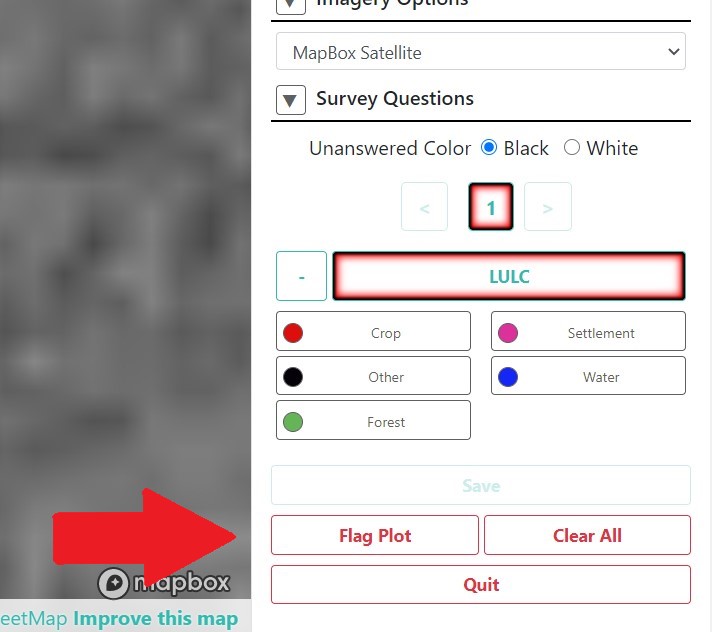 Imagery Options
MapBox Satellite
Survey Questions
Unanswered Color Black White
< 1 >
- LULC
Crop Settlement
Other Water
Forest
Save
Flag Plot Clear All
Quit
mapbox
eetMap Improve this map